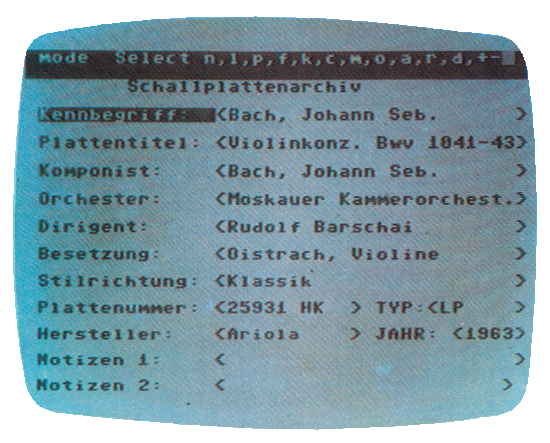 mode Select n,l,p,f,k,c,m,o,a,r,d,+-
Schallplattenarchiv
Kennbegriff: <Bach, Johann Seb. >
Plattentitel: <Violinkonz. Bwv 1041-43>
Komponist: <Bach, Johann Seb. >
Orchester: <Moskauer Kammerorchest.>
Dirigent: <Rudolf Barschai >
Besetzung: <Oistrach, Violine >
Stilrichtung: <Klassik >
Plattenummer: <25931 HK > TYP:<LP >
Hersteller: <Ariola > JAHR: <1963>
Notizen 1: < >
Notizen 2: < >